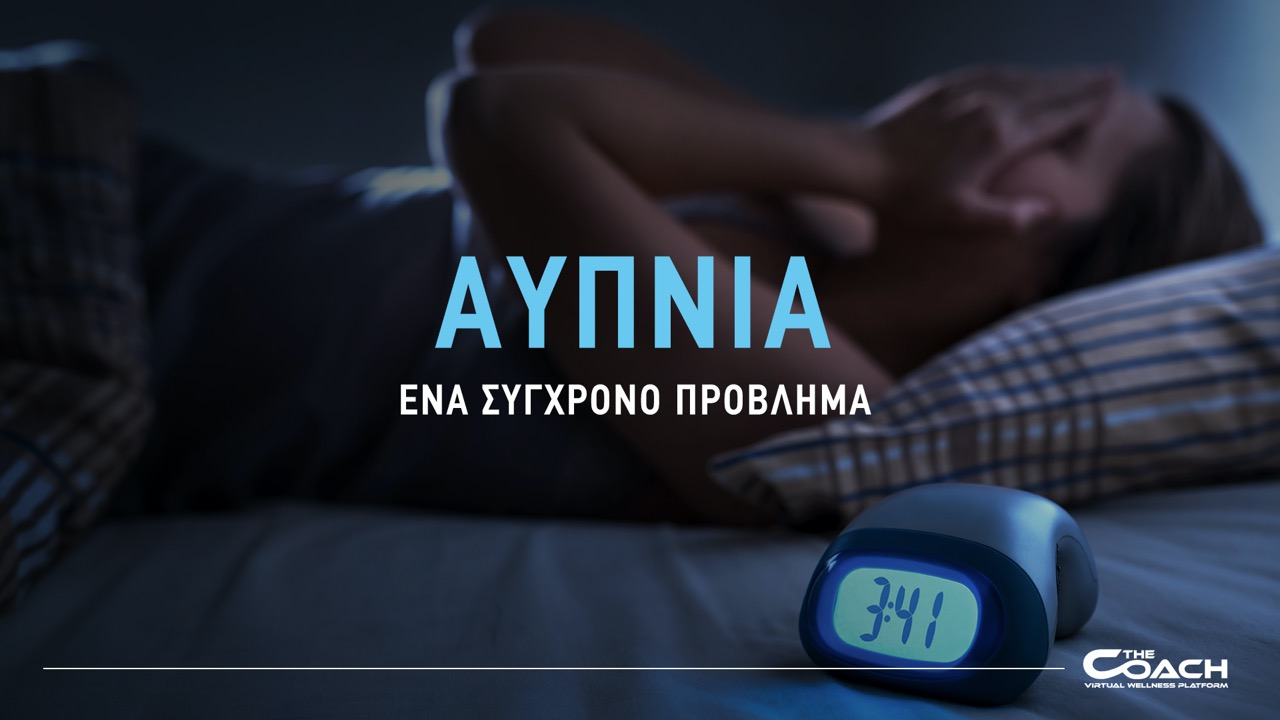 ΑΥΠΝΙΑ
ΕΝΑ ΣΥΓΧΡΟΝΟ ΠΡΟΒΛΗΜΑ
3:41
THE
COACH
VIRTUAL WELLNESS PLATFORM